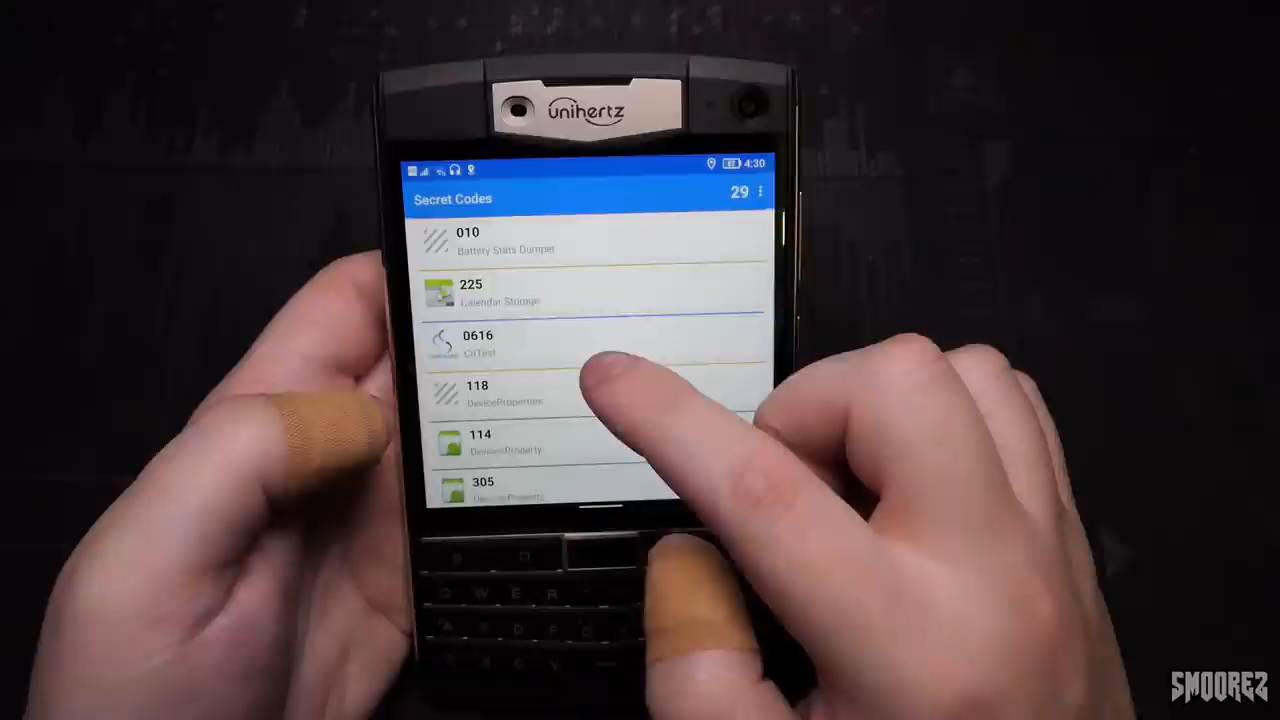 unihertz
4:30
Secret Codes
29
010
Battery Stats Dumper
225
Calendar Storage
0616
CitTest
118
DeviceProperties
114
DevicesProperty
305
Q W E R
D F
SMOOREZ